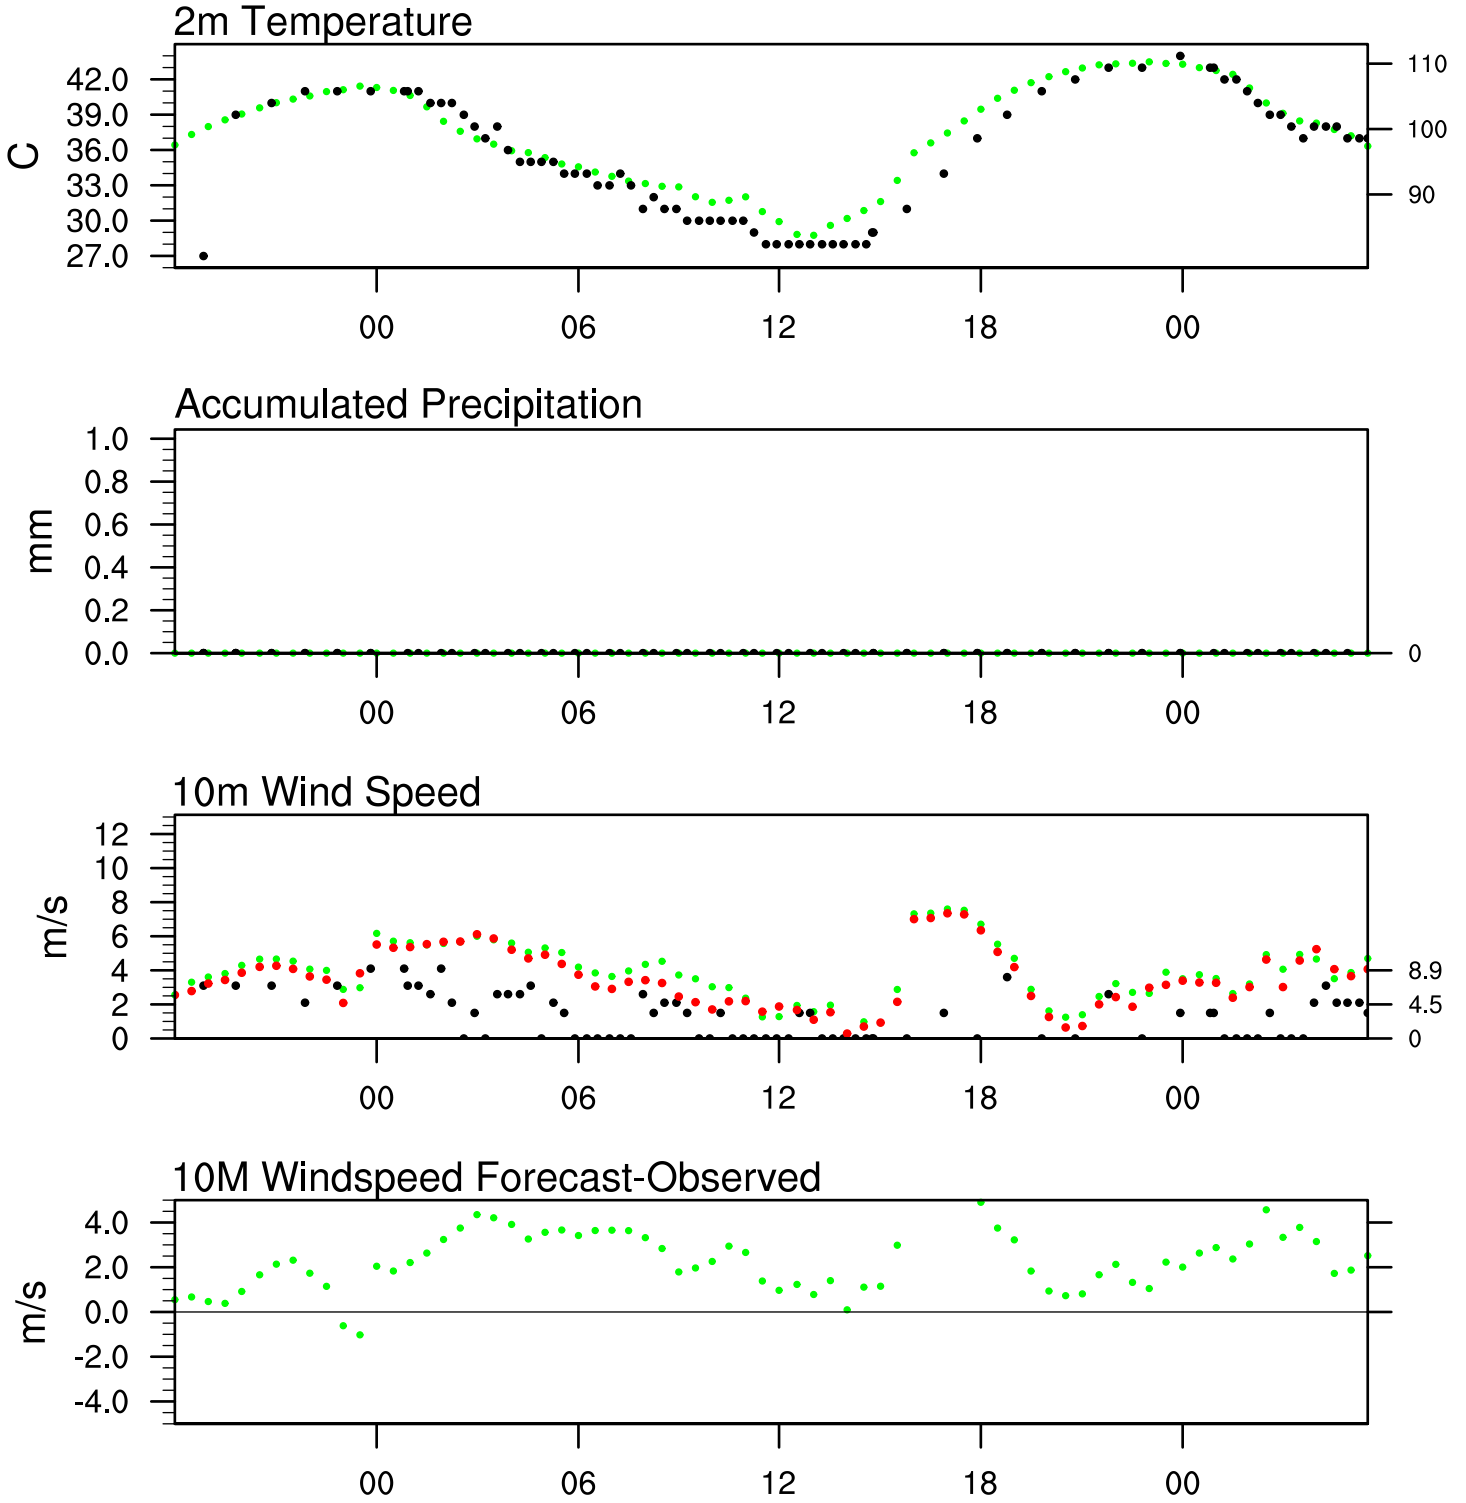 2m Temperature
C
42.0
39.0
36.0
33.0
30.0
27.0
110
100
90
00 06 12 18 00
Accumulated Precipitation
mm
1.0
0.8
0.6
0.4
0.2
0.0
0
00 06 12 18 00
10m Wind Speed
m/s
12
10
8
6
4
2
0
8.9
4.5
0
00 06 12 18 00
10M Windspeed Forecast-Observed
m/s
4.0
2.0
0.0
-2.0
-4.0
00 06 12 18 00